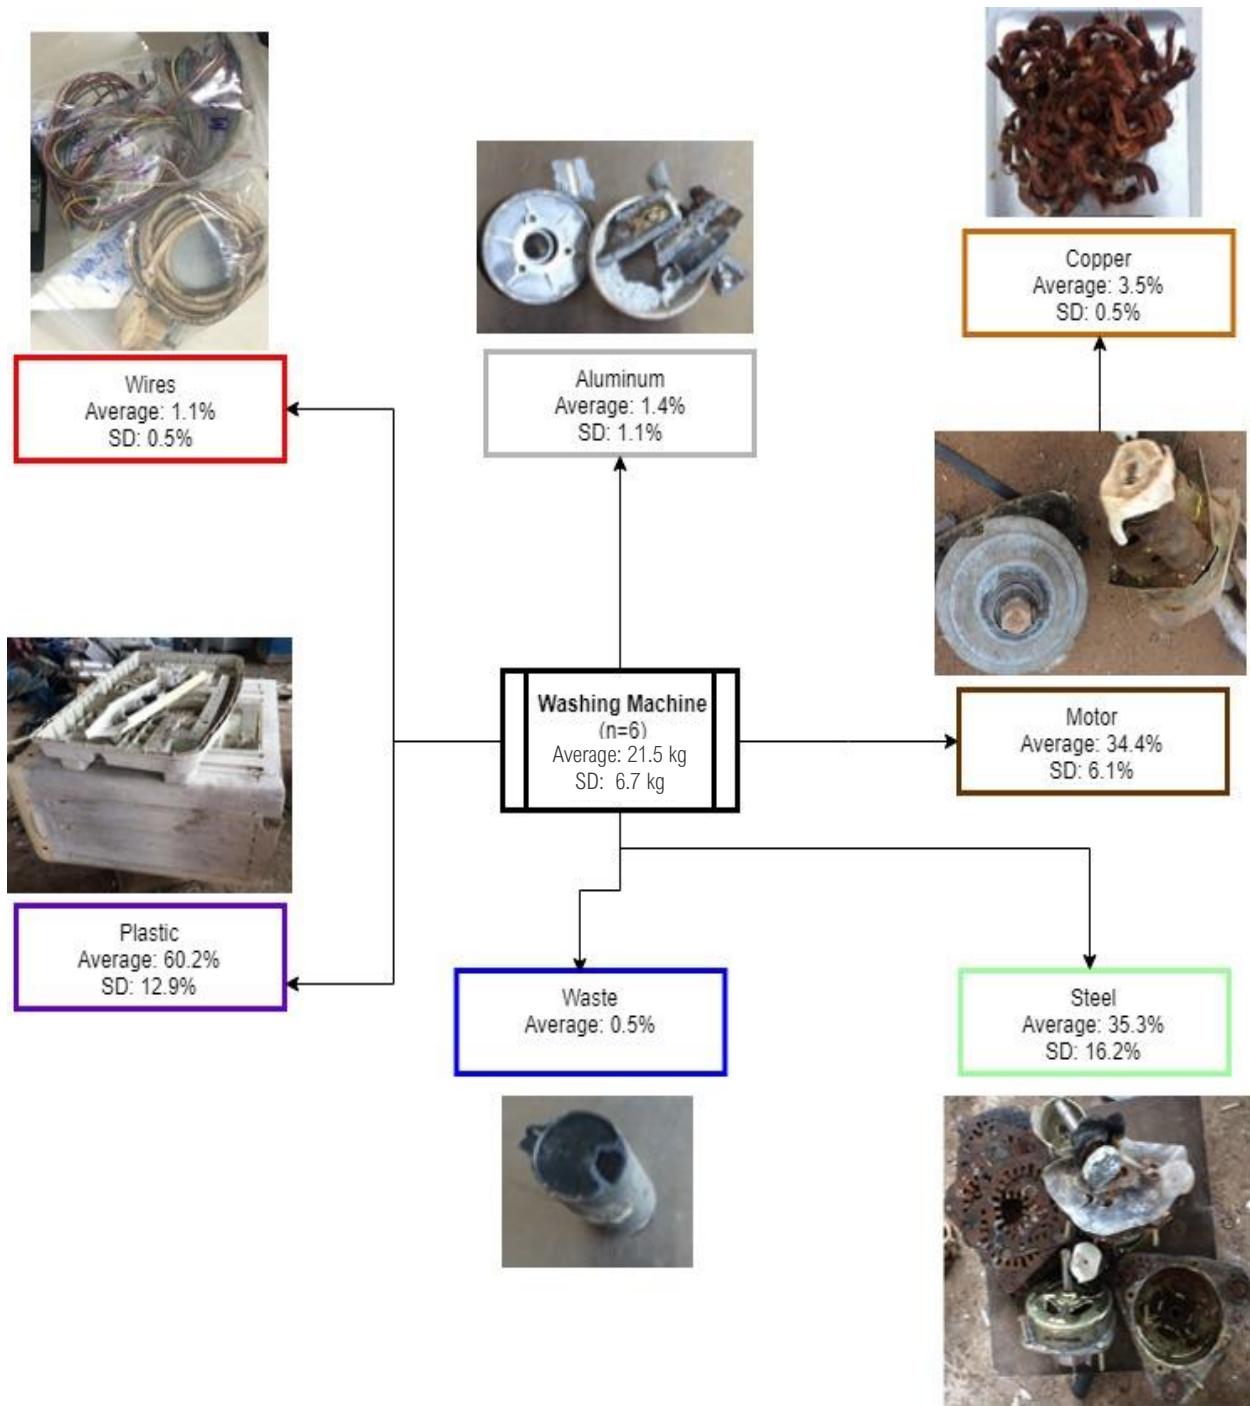 Wires
Average: 1.1%
SD: 0.5%
Aluminum
Average: 1.4%
SD: 1.1%
Copper
Average: 3.5%
SD: 0.5%
Washing Machine
(n=6)
Average: 21.5 kg
SD: 6.7 kg
Motor
Average: 34.4%
SD: 6.1%
Plastic
Average: 60.2%
SD: 12.9%
Waste
Average: 0.5%
Steel
Average: 35.3%
SD: 16.2%